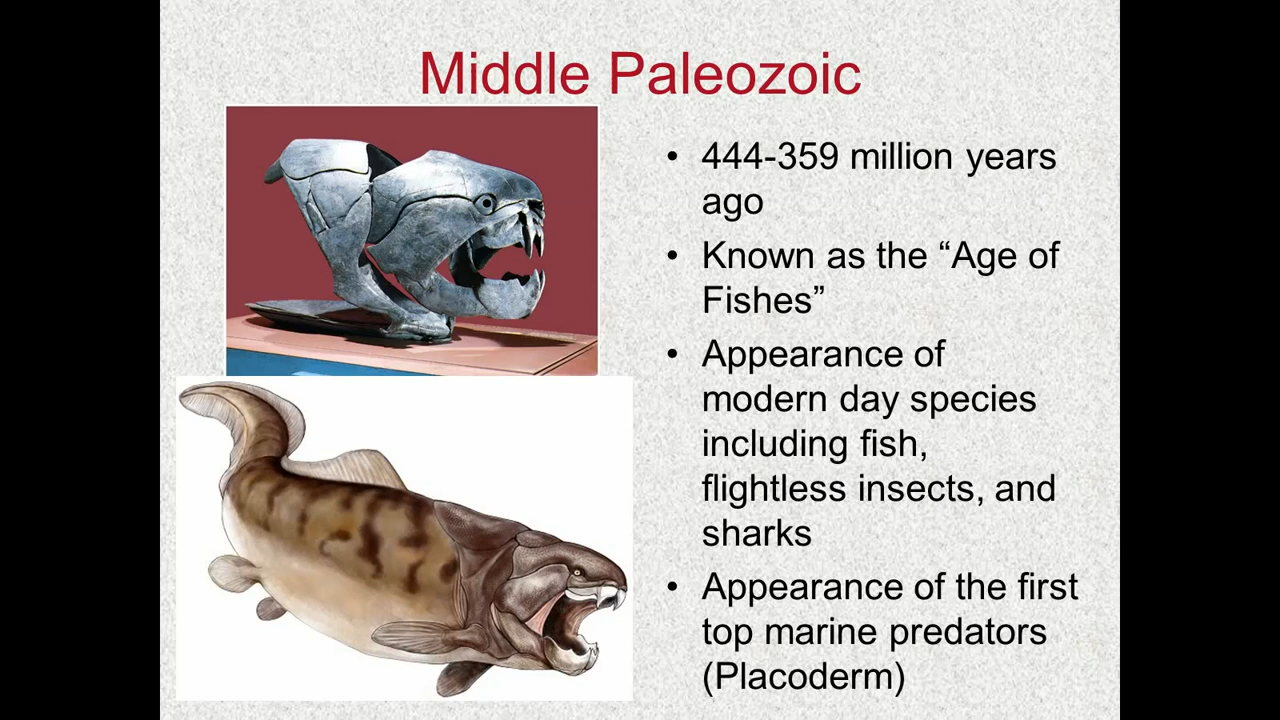 Middle Paleozoic
• 444-359 million years
ago
• Known as the “Age of
Fishes”
• Appearance of
modern day species
including fish,
flightless insects, and
sharks
• Appearance of the first
top marine predators
(Placoderm)